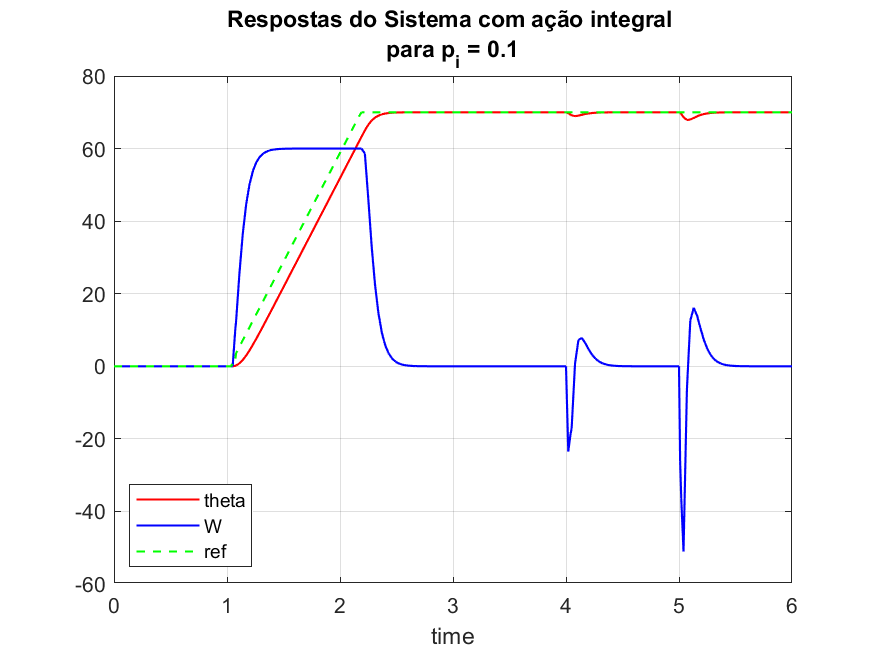 Respostas do Sistema com ação integral
para p_i = 0.1
80
60
40
20
0
-20
-40
-60
theta
W
ref
0 1 2 3 4 5 6
time